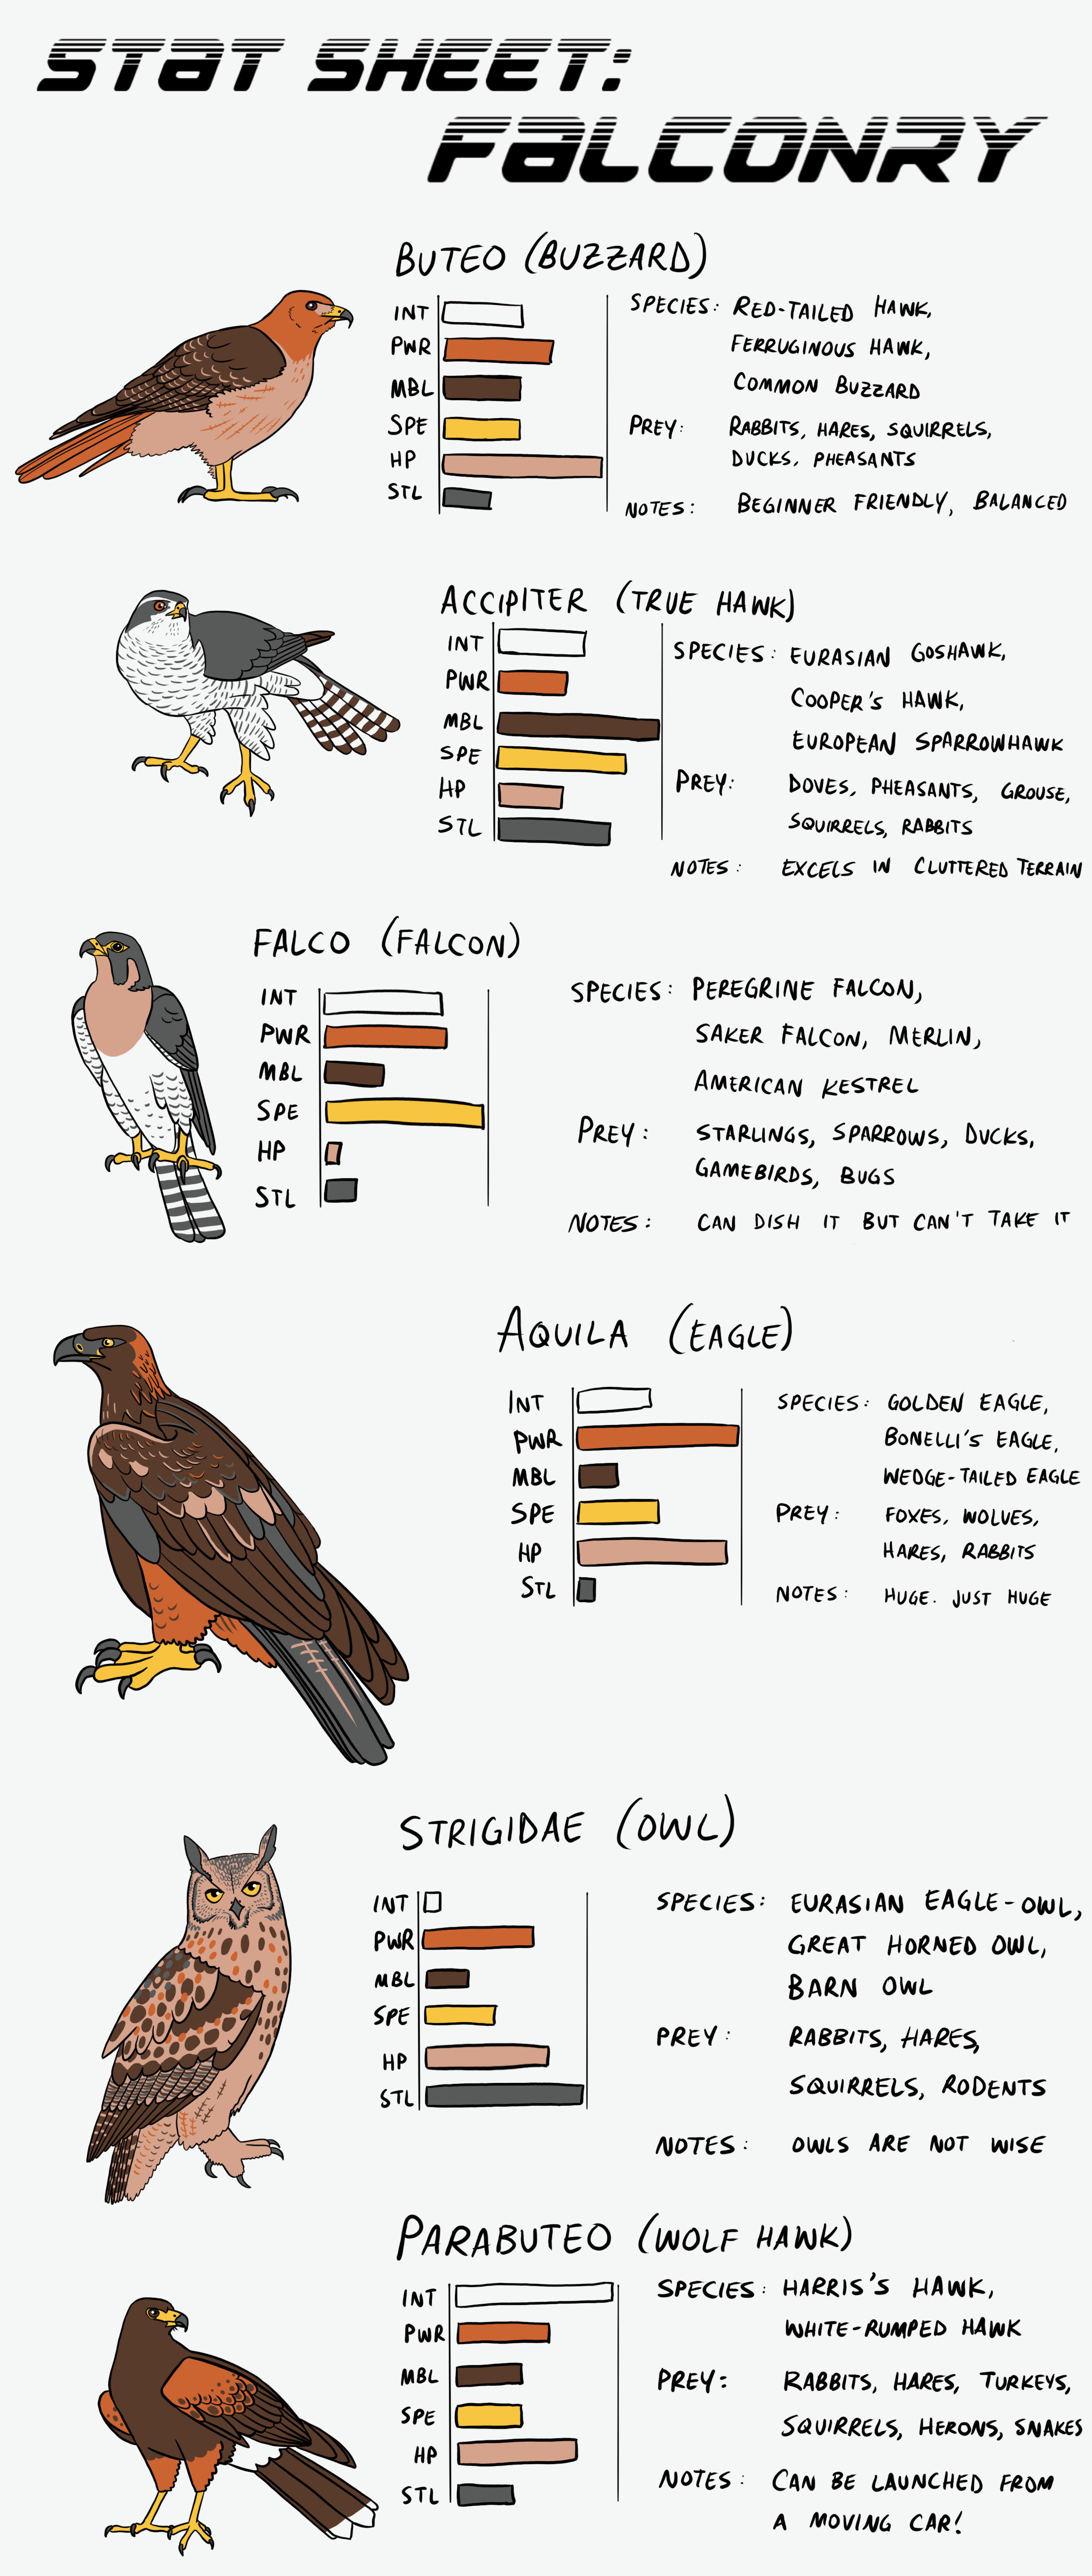 STAT SHEET:
FALCONRY
BUTEO (BUZZARD)
INT
PWR
MBL
SPE
HP
STL
SPECIES: RED-TAILED HAWK,
FERRUGINOUS HAWK,
COMMON BUZZARD
PREY: RABBITS, HARES, SQUIRRELS,
DUCKS, PHEASANTS
NOTES: BEGINNER FRIENDLY, BALANCED
ACCIPITER (TRUE HAWK)
INT
PWR
MBL
SPE
HP
STL
SPECIES: EURASIAN GOSHAWK,
COOPER'S HAWK,
EUROPEAN SPARROWHAWK
PREY: DOVES, PHEASANTS, GROUSE,
SQUIRRELS, RABBITS
NOTES: EXCELS IN CLUTTERED TERRAIN
FALCO (FALCON)
INT
PWR
MBL
SPE
HP
STL
SPECIES: PEREGRINE FALCON,
SAKER FALCON, MERLIN,
AMERICAN KESTREL
PREY: STARLINGS, SPARROWS, DUCKS,
GAMEBIRDS, BUGS
NOTES: CAN DISH IT BUT CAN'T TAKE IT
AQUILA (EAGLE)
INT
PWR
MBL
SPE
HP
STL
SPECIES: GOLDEN EAGLE,
BONELLI'S EAGLE,
WEDGE-TAILED EAGLE
PREY: FOXES, WOLVES,
HARES, RABBITS
NOTES: HUGE. JUST HUGE
STRIGIDAE (OWL)
INT
PWR
MBL
SPE
HP
STL
SPECIES: EURASIAN EAGLE-OWL,
GREAT HORNED OWL,
BARN OWL
PREY: RABBITS, HARES,
SQUIRRELS, RODENTS
NOTES: OWLS ARE NOT WISE
PARABUTEO (WOLF HAWK)
INT
PWR
MBL
SPE
HP
STL
SPECIES: HARRIS'S HAWK,
WHITE-RUMPED HAWK
PREY: RABBITS, HARES, TURKEYS,
SQUIRRELS, HERONS, SNAKES
NOTES: CAN BE LAUNCHED FROM
A MOVING CAR!